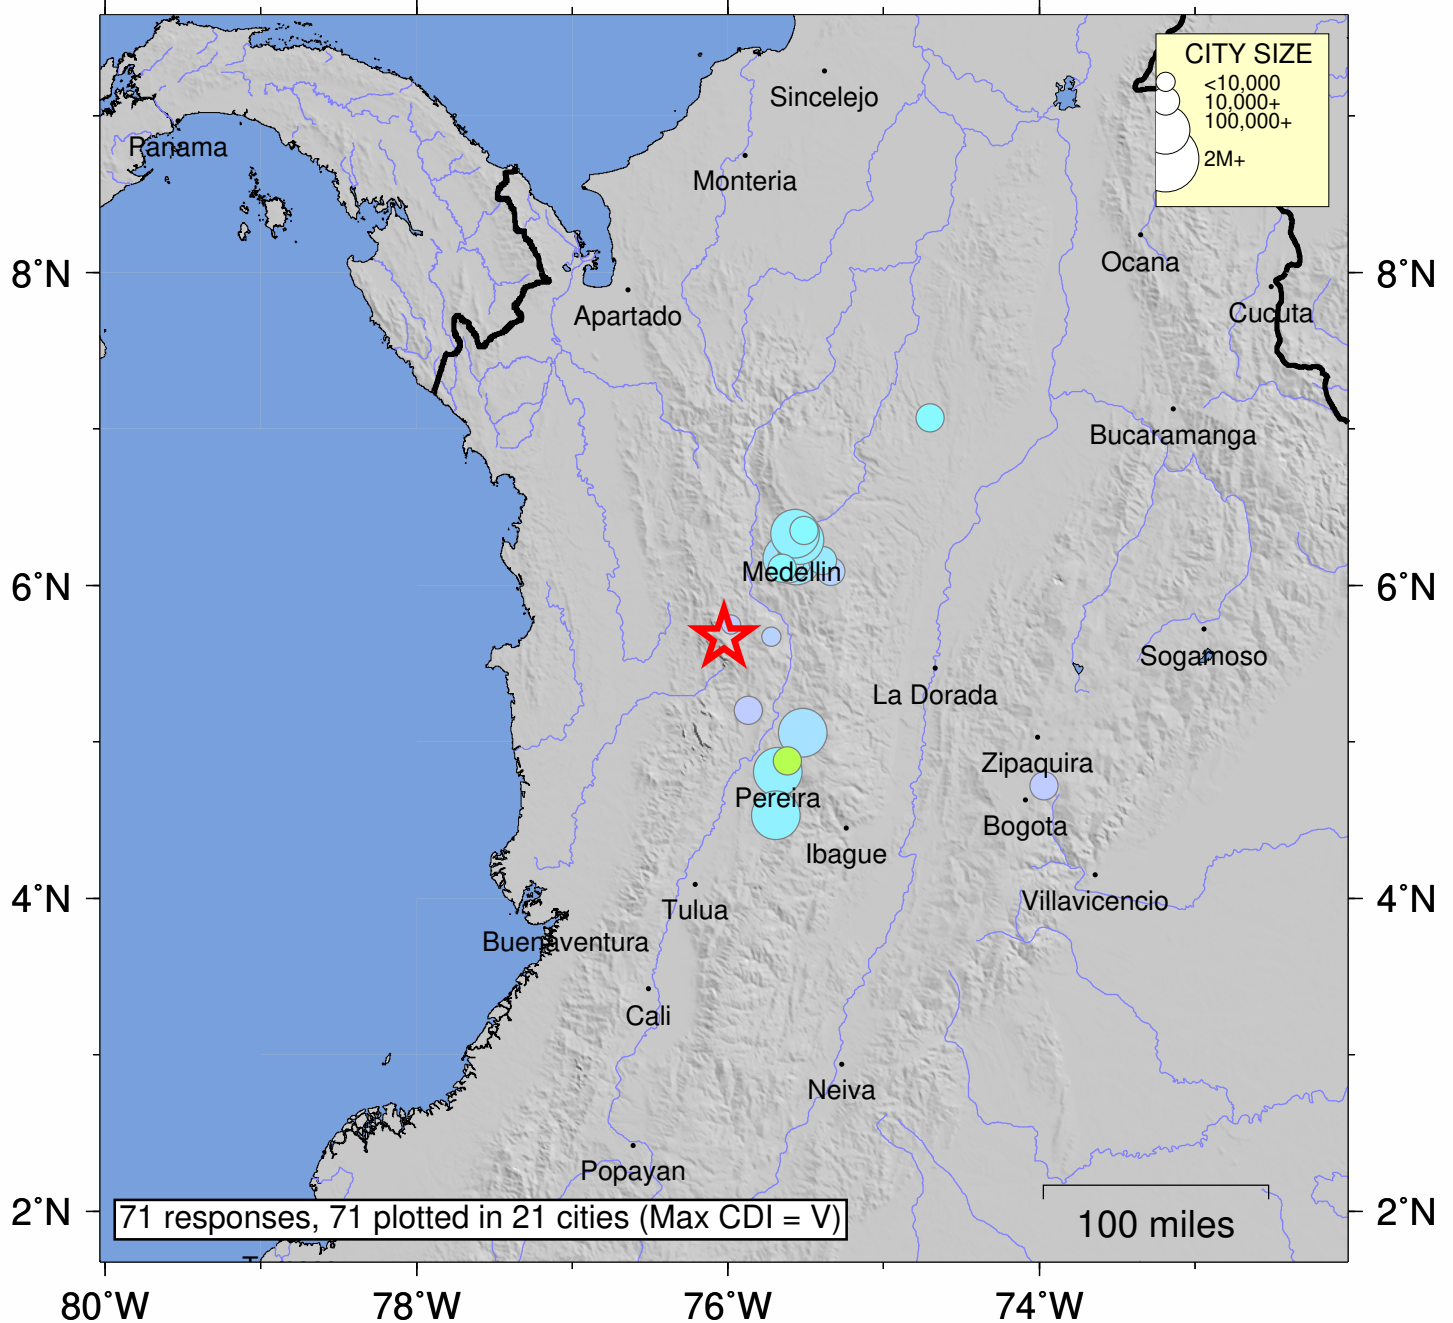 CITY SIZE
<10,000
10,000+
100,000+
2M+
Sincelejo
Panama
Monteria
Ocana
8°N
8°N
Apartado
Cucuta
Bucaramanga
Medellin
6°N
6°N
Sogamoso
La Dorada
Zipaquira
Pereira
Bogota
Ibague
4°N
4°N
Villavicencio
Tulua
Buenaventura
Cali
Neiva
Popayan
2°N
2°N
71 responses, 71 plotted in 21 cities (Max CDI = V)
100 miles
80°W
78°W
76°W
74°W